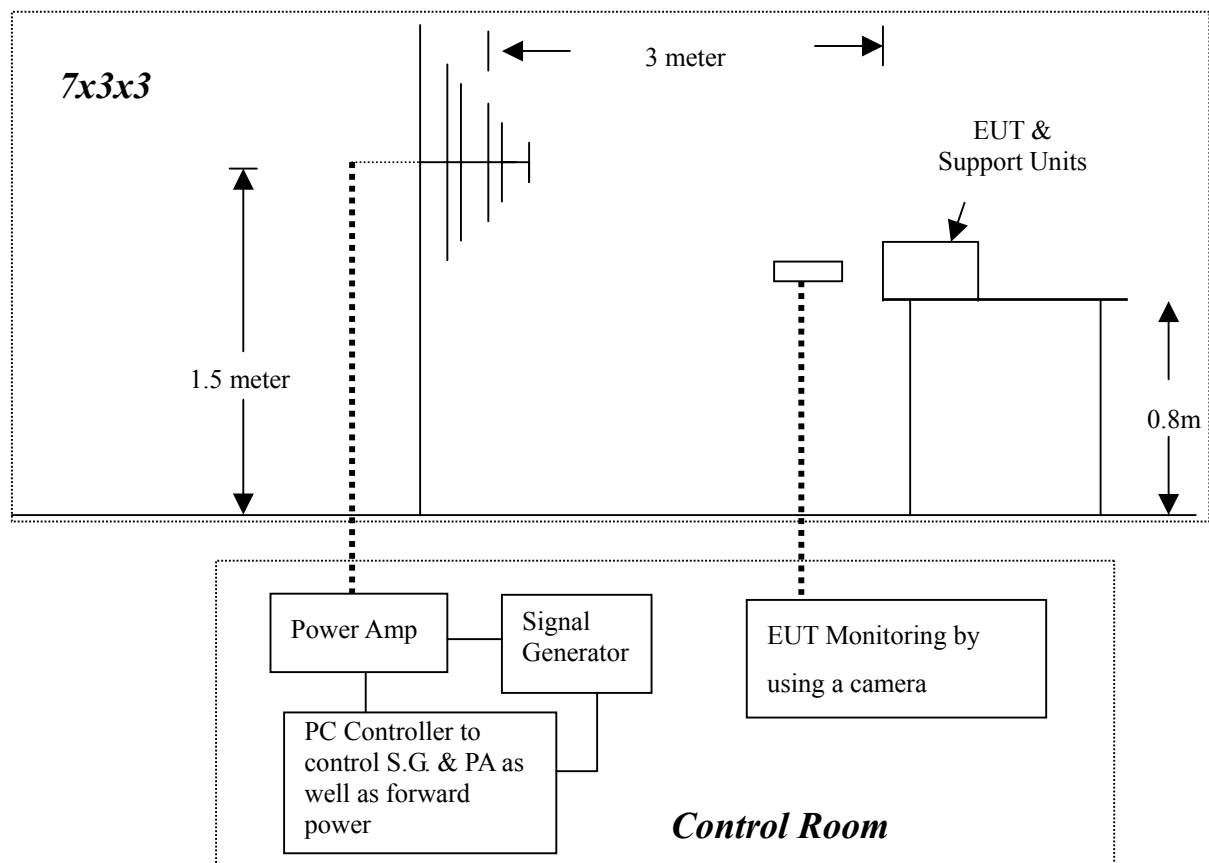 7x3x3
3 meter
EUT &
Support Units
1.5 meter
0.8m
Power Amp
Signal
Generator
EUT Monitoring by
using a camera
PC Controller to
control S.G. & PA as
well as forward
power
Control Room